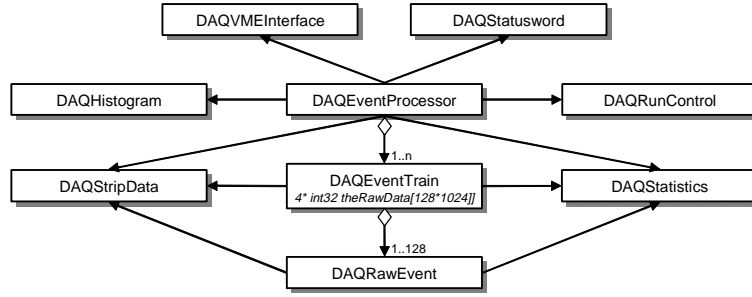 DAQVMEInterface
DAQStatusword
DAQHistogram
DAQEventProcessor
DAQRunControl
1..n
DAQStripData
DAQEventTrain
4* int32 theRawData[128*1024]]
DAQStatistics
1..128
DAQRawEvent